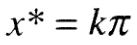 x* = kπ